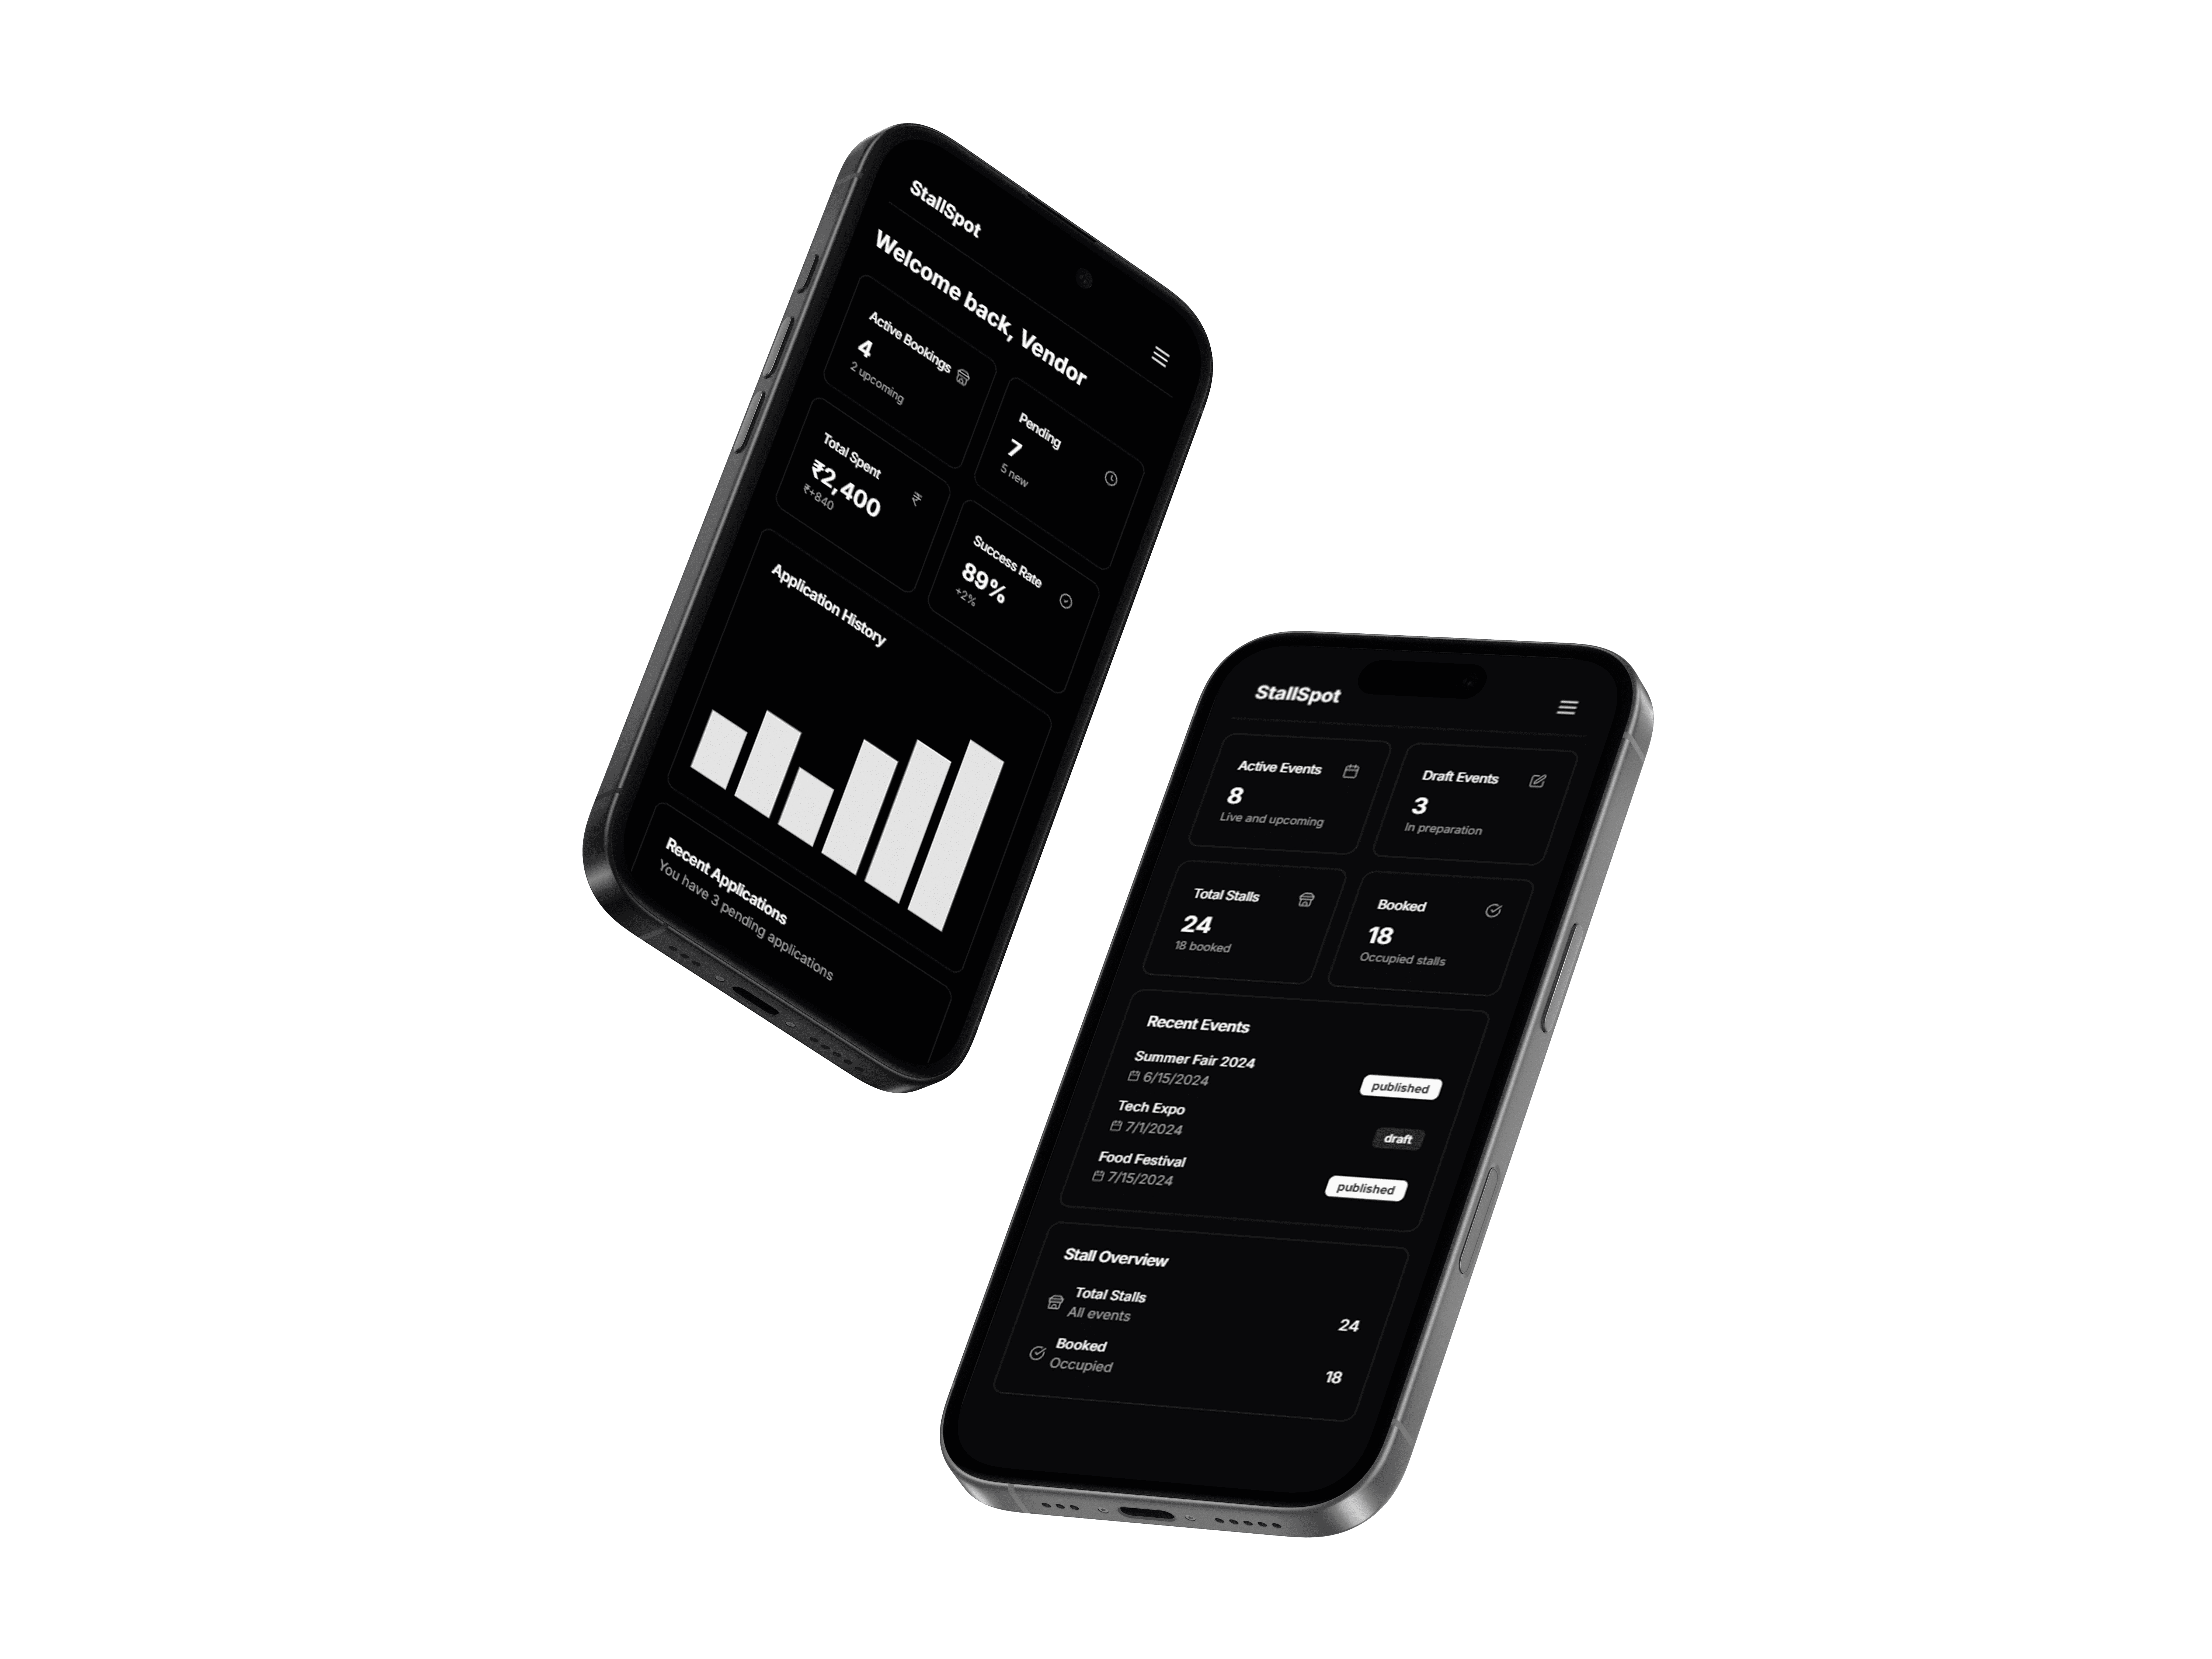 StallSpot
Welcome back, Vendor
Active Bookings
4
2 upcoming
Pending
7
5 new
Total Spent
₹2,400
₹+840
Success Rate
89%
+2%
Application History
Recent Applications
You have 3 pending applications
StallSpot
Active Events
8
Live and upcoming
Draft Events
3
In preparation
Total Stalls
24
18 booked
Booked
18
Occupied stalls
Recent Events
Summer Fair 2024
6/15/2024
published
Tech Expo
7/1/2024
draft
Food Festival
7/15/2024
published
Stall Overview
Total Stalls
All events
24
Booked
Occupied
18